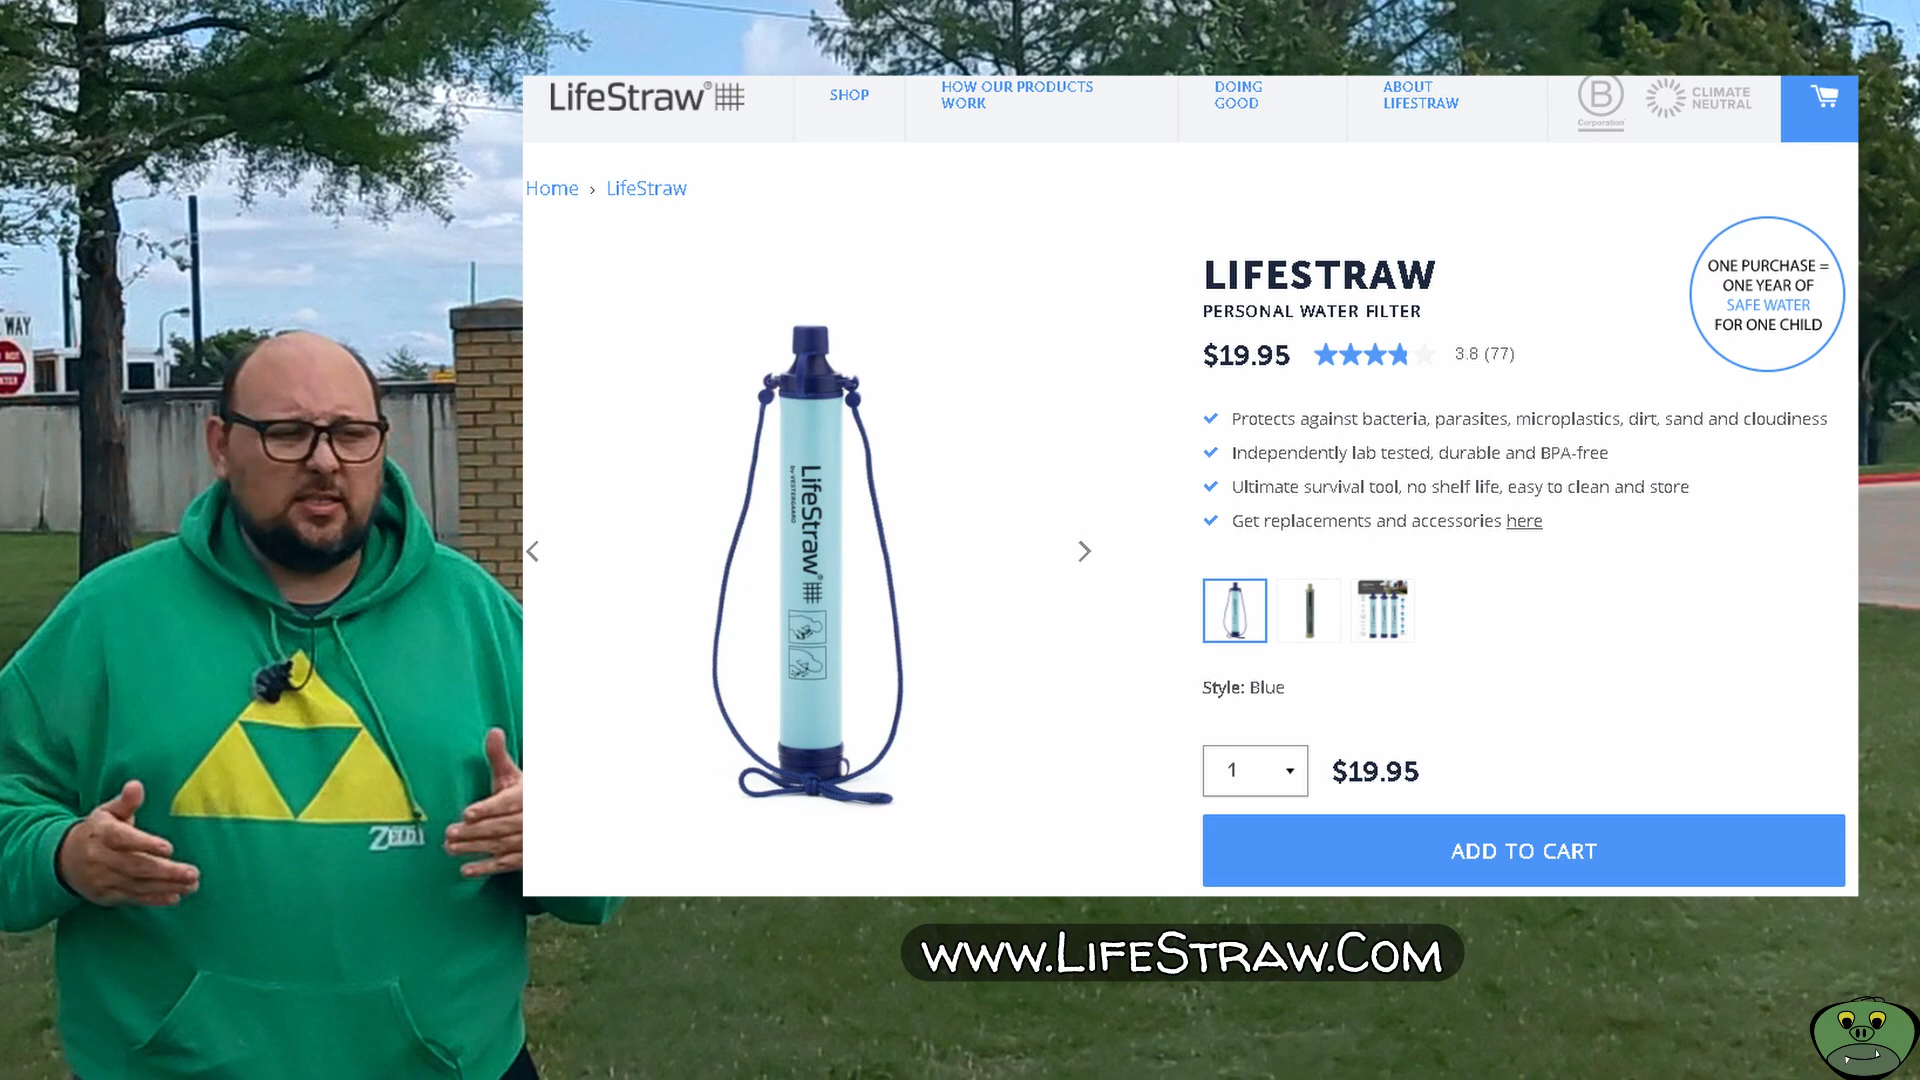 LifeStraw®
SHOP
HOW OUR PRODUCTS
WORK
DOING
GOOD
ABOUT
LIFESTRAW
B
Corporation
CLIMATE
NEUTRAL
Home › LifeStraw
LIFESTRAW
PERSONAL WATER FILTER
$19.95
3.8 (77)
ONE PURCHASE =
ONE YEAR OF
SAFE WATER
FOR ONE CHILD
Protects against bacteria, parasites, microplastics, dirt, sand and cloudiness
Independently lab tested, durable and BPA-free
Ultimate survival tool, no shelf life, easy to clean and store
Get replacements and accessories here
LifeStraw®
by VESTERGAARD
Style: Blue
1
$19.95
ADD TO CART
WAY
NOT
ZELDA
www.LifeStraw.Com